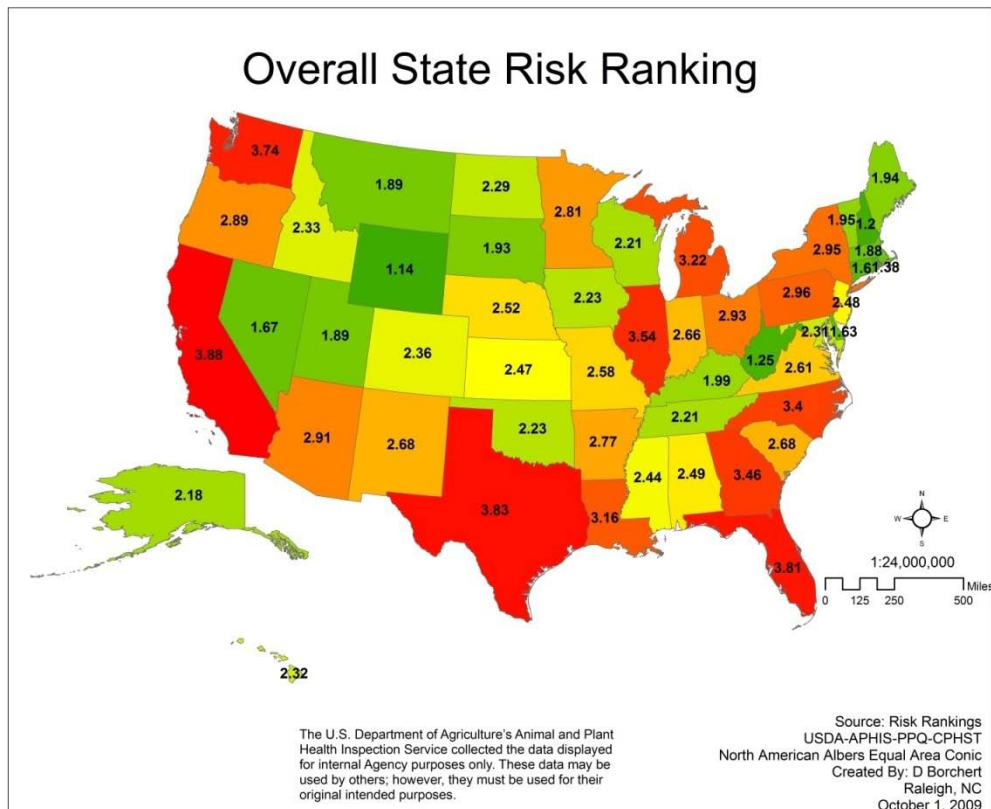 Overall State Risk Ranking
3.74
1.89
2.29
2.81
1.94
2.89
2.33
1.95
1.2
2.21
2.95
1.93
1.88
3.22
1.61
1.38
1.14
2.23
2.96
2.52
2.48
2.93
1.67
1.89
3.54
2.66
2.31
1.63
3.88
2.36
1.25
2.47
2.58
2.61
1.99
3.4
2.21
2.91
2.68
2.23
2.77
2.68
2.44
2.49
3.46
2.18
3.83
3.16
3.81
N
W
E
S
1:24,000,000
Miles
0 125 250 500
2.32
The U.S. Department of Agriculture's Animal and Plant
Health Inspection Service collected the data displayed
for internal Agency purposes only. These data may be
used by others; however, they must be used for their
original intended purposes.
Source: Risk Rankings
USDA-APHIS-PPQ-CPHST
North American Albers Equal Area Conic
Created By: D Borchert
Raleigh, NC
October 1, 2009